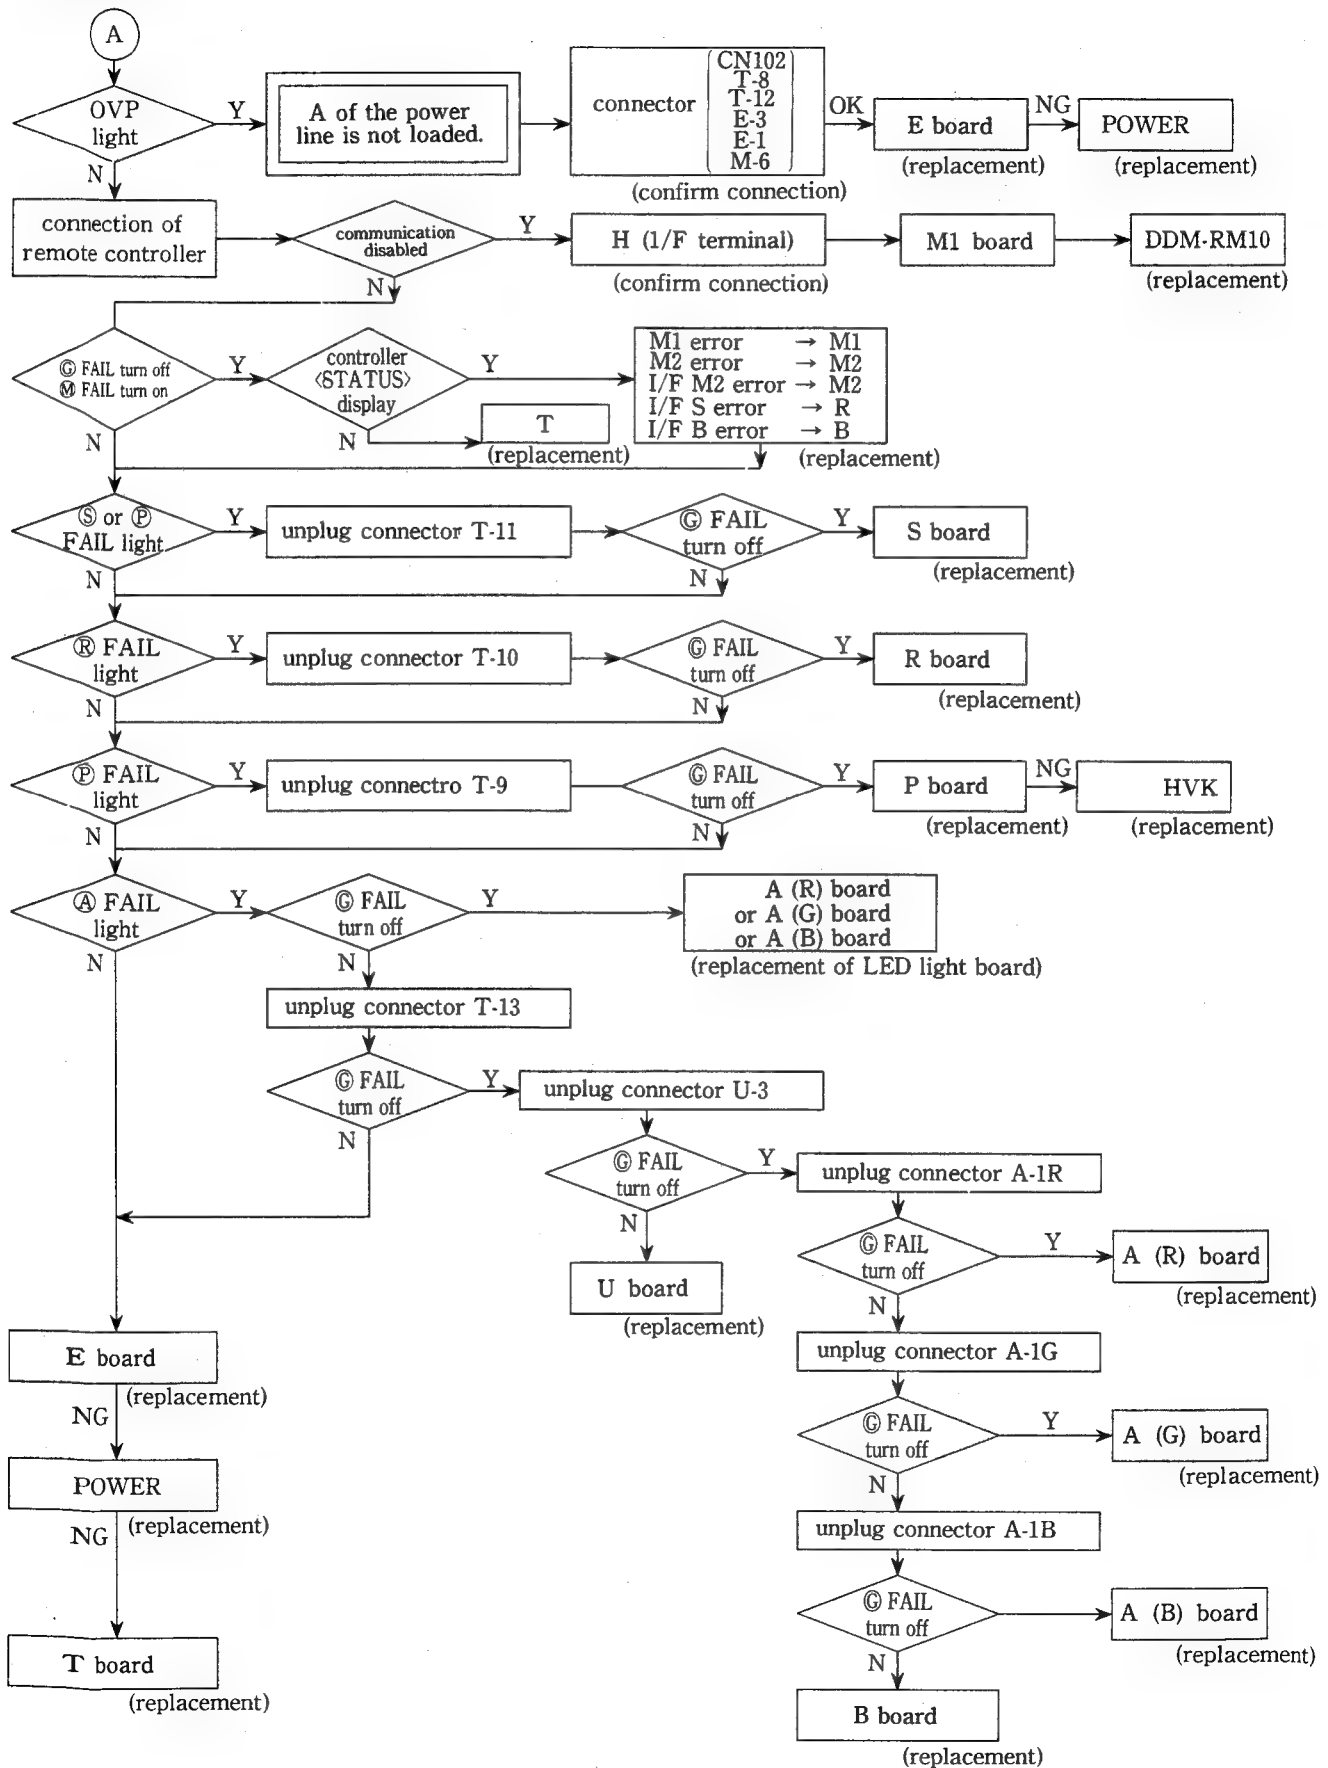 A
OVP
light
Y
A of the power
line is not loaded.
connector
CN102
T-8
T-12
E-3
E-1
M-6
(confirm connection)
OK
E board
(replacement)
NG
POWER
(replacement)
N
connection of
remote controller
communication
disabled
Y
H (1/F terminal)
(confirm connection)
M1 board
DDM-RM10
(replacement)
N
Ⓖ FAIL turn off
Ⓜ FAIL turn on
Y
controller
〈STATUS〉
display
Y
M1 error → M1
M2 error → M2
I/F M2 error → M2
I/F S error → R
I/F B error → B
(replacement)
N
T
(replacement)
N
Ⓢ or Ⓟ
FAIL light
Y
unplug connector T-11
Ⓖ FAIL
turn off
Y
S board
(replacement)
N
N
Ⓡ FAIL
light
Y
unplug connector T-10
Ⓖ FAIL
turn off
Y
R board
(replacement)
N
N
Ⓟ FAIL
light
Y
unplug connectro T-9
Ⓖ FAIL
turn off
Y
P board
(replacement)
NG
HVK
(replacement)
N
N
Ⓐ FAIL
light
Y
Ⓖ FAIL
turn off
Y
A (R) board
or A (G) board
or A (B) board
(replacement of LED light board)
N
N
unplug connector T-13
Ⓖ FAIL
turn off
Y
unplug connector U-3
N
Ⓖ FAIL
turn off
Y
unplug connector A-1R
N
U board
(replacement)
Ⓖ FAIL
turn off
Y
A (R) board
(replacement)
N
unplug connector A-1G
Ⓖ FAIL
turn off
Y
A (G) board
(replacement)
N
unplug connector A-1B
Ⓖ FAIL
turn off
A (B) board
(replacement)
N
B board
(replacement)
E board
(replacement)
NG
POWER
(replacement)
NG
T board
(replacement)